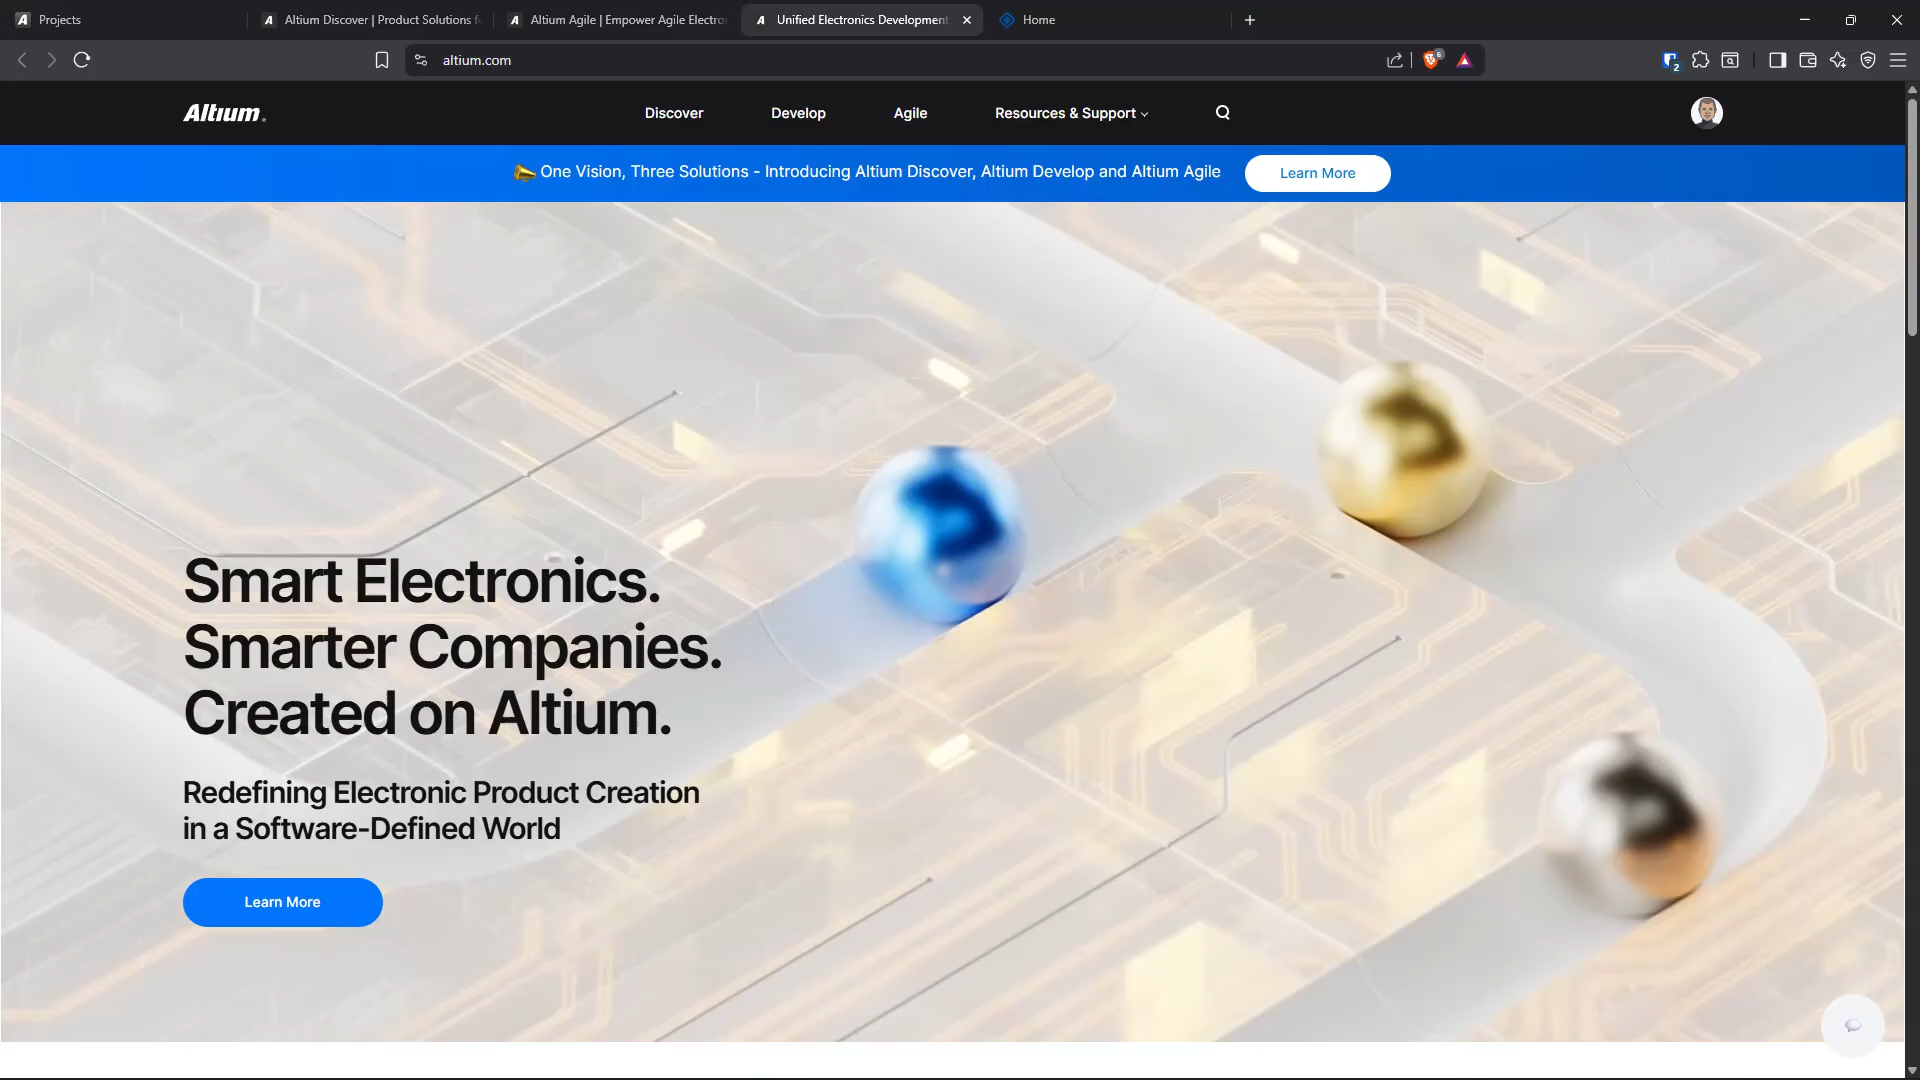 Projects
Altium Discover | Product Solutions f
Altium Agile | Empower Agile Electro
Unified Electronics Development
Home
altium.com
6
2
Altium.
Discover
Develop
Agile
Resources & Support
One Vision, Three Solutions - Introducing Altium Discover, Altium Develop and Altium Agile
Learn More
Smart Electronics.
Smarter Companies.
Created on Altium.
Redefining Electronic Product Creation
in a Software-Defined World
Learn More